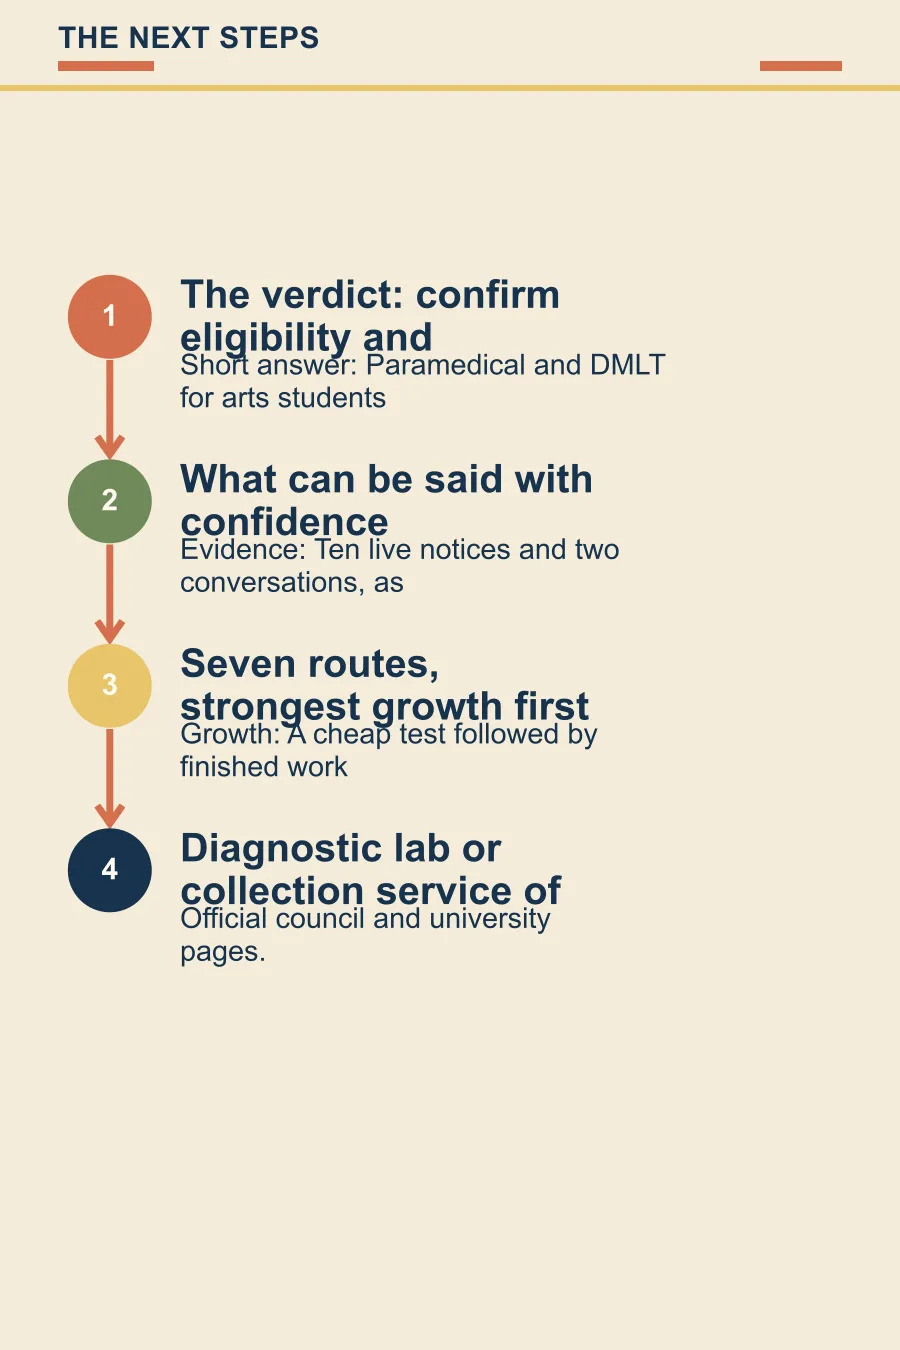 THE NEXT STEPS
1
The verdict: confirm
eligibility and
Short answer: Paramedical and DMLT
for arts students
2
What can be said with
confidence
Evidence: Ten live notices and two
conversations, as
3
Seven routes,
strongest growth first
Growth: A cheap test followed by
finished work
4
Diagnostic lab or
collection service of
Official council and university
pages.